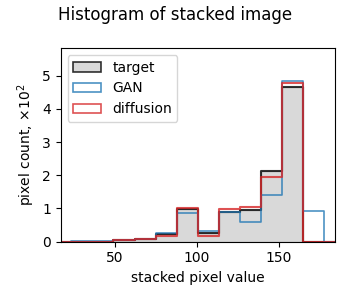 Histogram of stacked image
target
GAN
diffusion
pixel count, ×10²
5
4
3
2
1
0
50
100
150
stacked pixel value